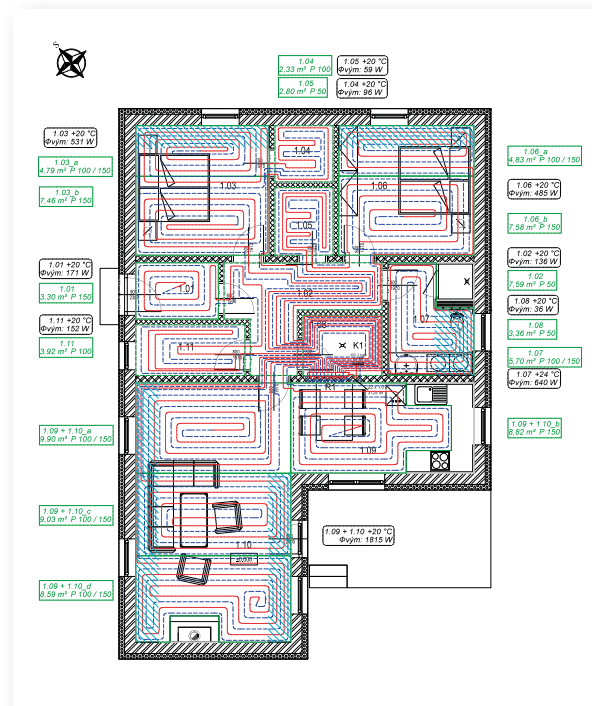 S
1.04
2,33 m² P 100
1.05 +20 °C
Φvým: 59 W
1.05
2,80 m² P 50
1.04 +20 °C
Φvým: 96 W
1.03 +20 °C
Φvým: 531 W
1.03_a
4,79 m² P 100 / 150
1.03_b
7,46 m² P 150
1.06_a
4,83 m² P 100 / 150
1.06 +20 °C
Φvým: 485 W
1.06_b
7,58 m² P 150
1.04
1.03
1.06
1.05
1.01 +20 °C
Φvým: 171 W
1.01
3,30 m² P 150
1.11 +20 °C
Φvým: 152 W
1.11
3,92 m² P 100
1.02 +20 °C
Φvým: 136 W
1.02
7,59 m² P 50
1.08 +20 °C
Φvým: 36 W
1.08
3,36 m² P 50
1.07
5,70 m² P 100 / 150
1.07 +24 °C
Φvým: 640 W
1.01
1.02
1.08
1.07
K1
1.11
R1
1.09
1.09 + 1.10_a
9,90 m² P 100 / 150
1.09 + 1.10_b
8,82 m² P 150
1.09 + 1.10_c
9,03 m² P 100 / 150
1.09 + 1.10 +20 °C
Φvým: 1815 W
1.10
1.09 + 1.10_d
8,59 m² P 100 / 150